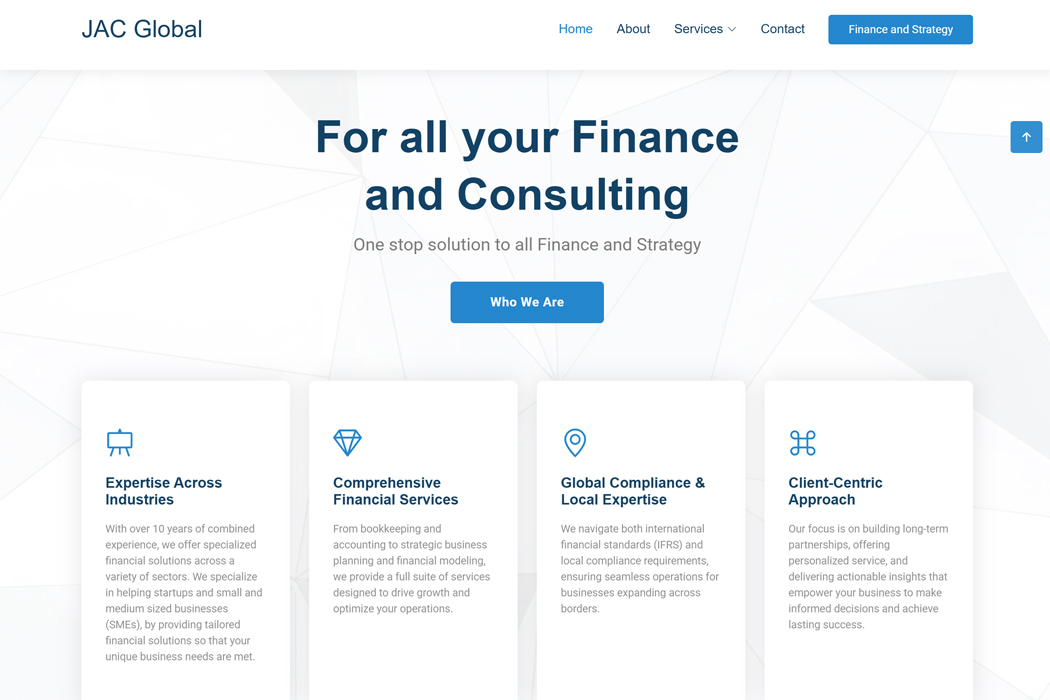 JAC Global
Home
About
Services
Contact
Finance and Strategy
For all your Finance
and Consulting
One stop solution to all Finance and Strategy
Who We Are
Expertise Across
Industries
With over 10 years of combined
experience, we offer specialized
financial solutions across a
variety of sectors. We specialize
in helping startups and small and
medium sized businesses
(SMEs), by providing tailored
financial solutions so that your
unique business needs are met.
Comprehensive
Financial Services
From bookkeeping and
accounting to strategic business
planning and financial modeling,
we provide a full suite of services
designed to drive growth and
optimize your operations.
Global Compliance &
Local Expertise
We navigate both international
financial standards (IFRS) and
local compliance requirements,
ensuring seamless operations for
businesses expanding across
borders.
Client-Centric
Approach
Our focus is on building long-term
partnerships, offering
personalized service, and
delivering actionable insights that
empower your business to make
informed decisions and achieve
lasting success.